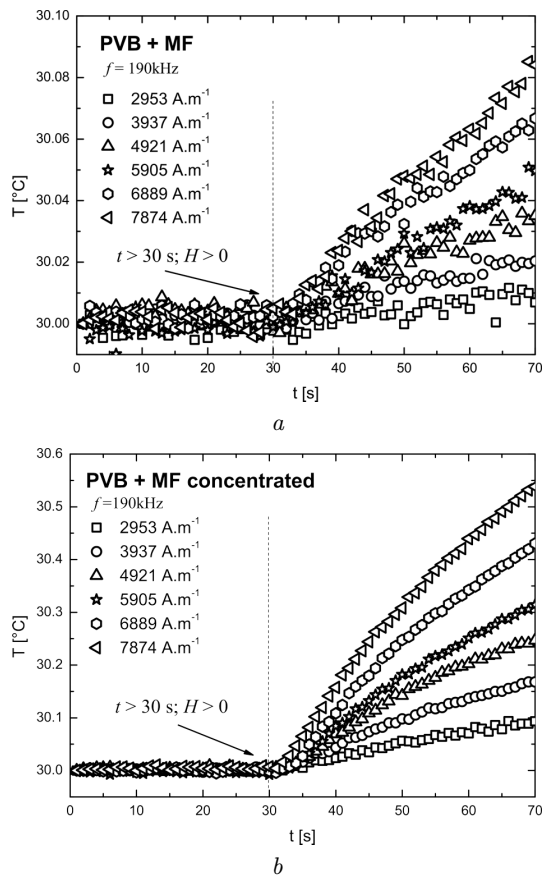 30.10
30.08
30.06
30.04
30.02
30.00
T [°C]
PVB + MF
f = 190kHz
2953 A.m⁻¹
3937 A.m⁻¹
4921 A.m⁻¹
5905 A.m⁻¹
6889 A.m⁻¹
7874 A.m⁻¹
t > 30 s; H > 0
0 10 20 30 40 50 60 70
t [s]
a
30.6
30.5
30.4
30.3
30.2
30.1
30.0
T [°C]
PVB + MF concentrated
f =190kHz
2953 A.m⁻¹
3937 A.m⁻¹
4921 A.m⁻¹
5905 A.m⁻¹
6889 A.m⁻¹
7874 A.m⁻¹
t > 30 s; H > 0
0 10 20 30 40 50 60 70
t [s]
b